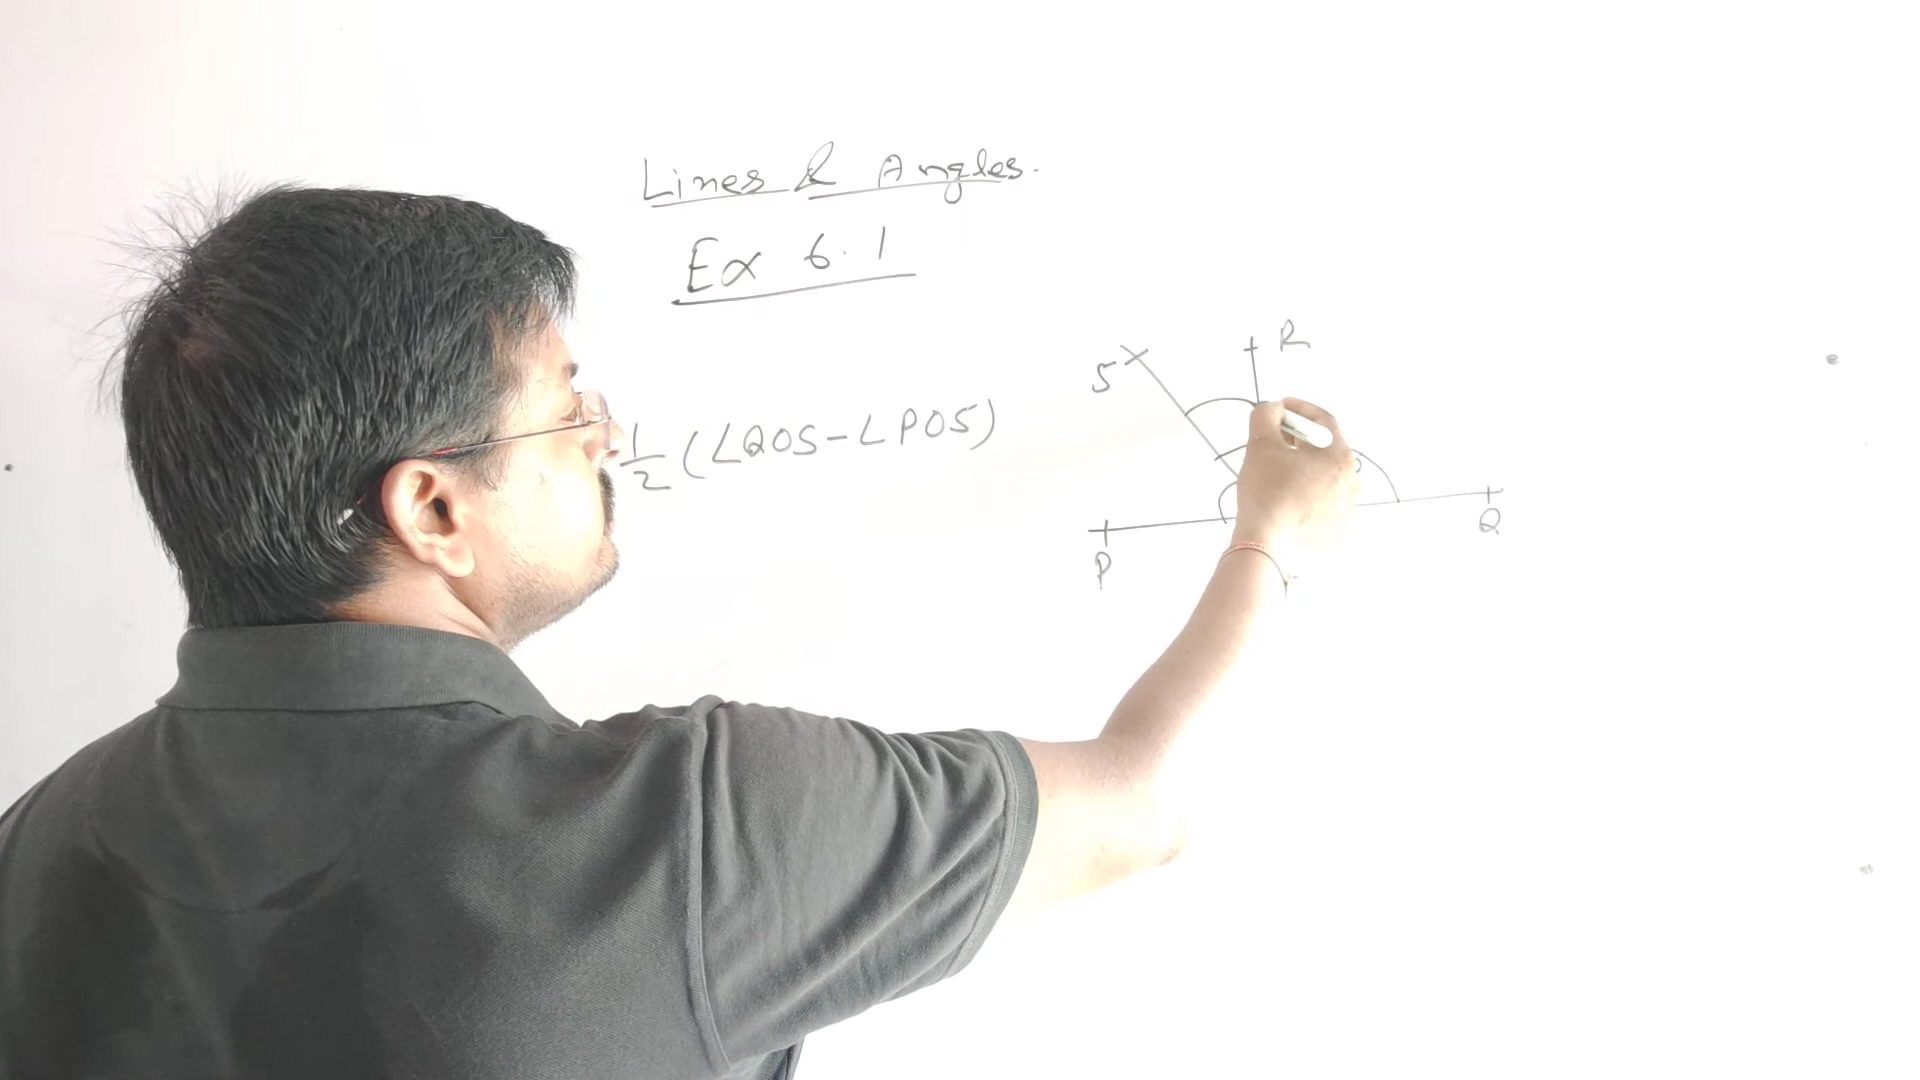 Lines & Angles.
Ex 6.1
1/2 (∠QOS-∠POS)
S
R
P
Q